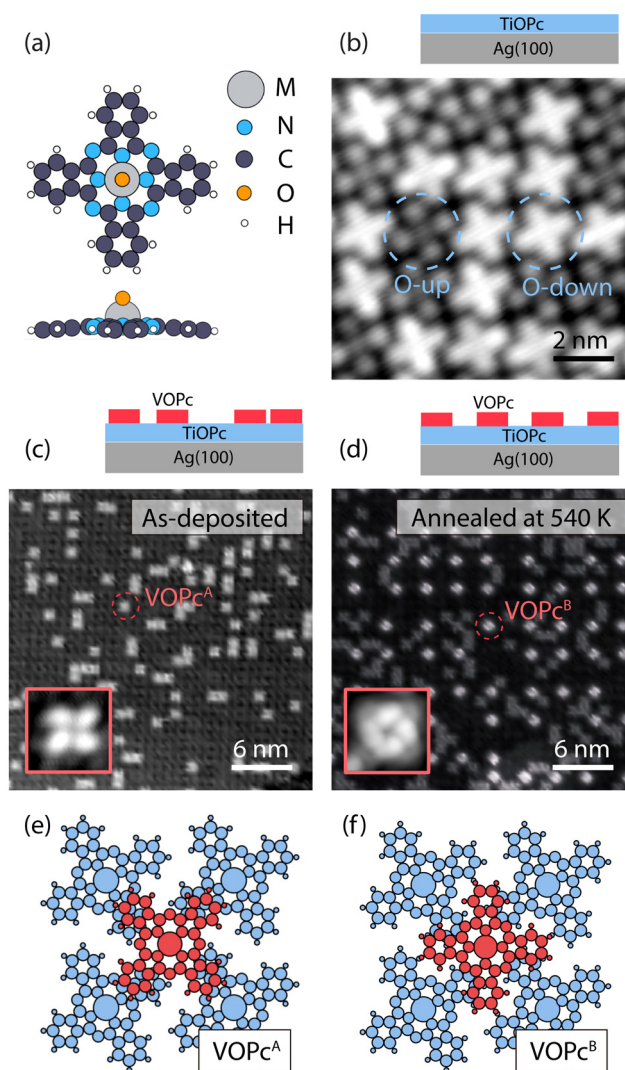 (a)
M
N
C
O
H
(b)
TiOPc
Ag(100)
O-up
O-down
2 nm
(c)
VOPc
TiOPc
Ag(100)
As-deposited
VOPcᴬ
6 nm
(d)
VOPc
TiOPc
Ag(100)
Annealed at 540 K
VOPcᴮ
6 nm
(e)
VOPcᴬ
(f)
VOPcᴮ